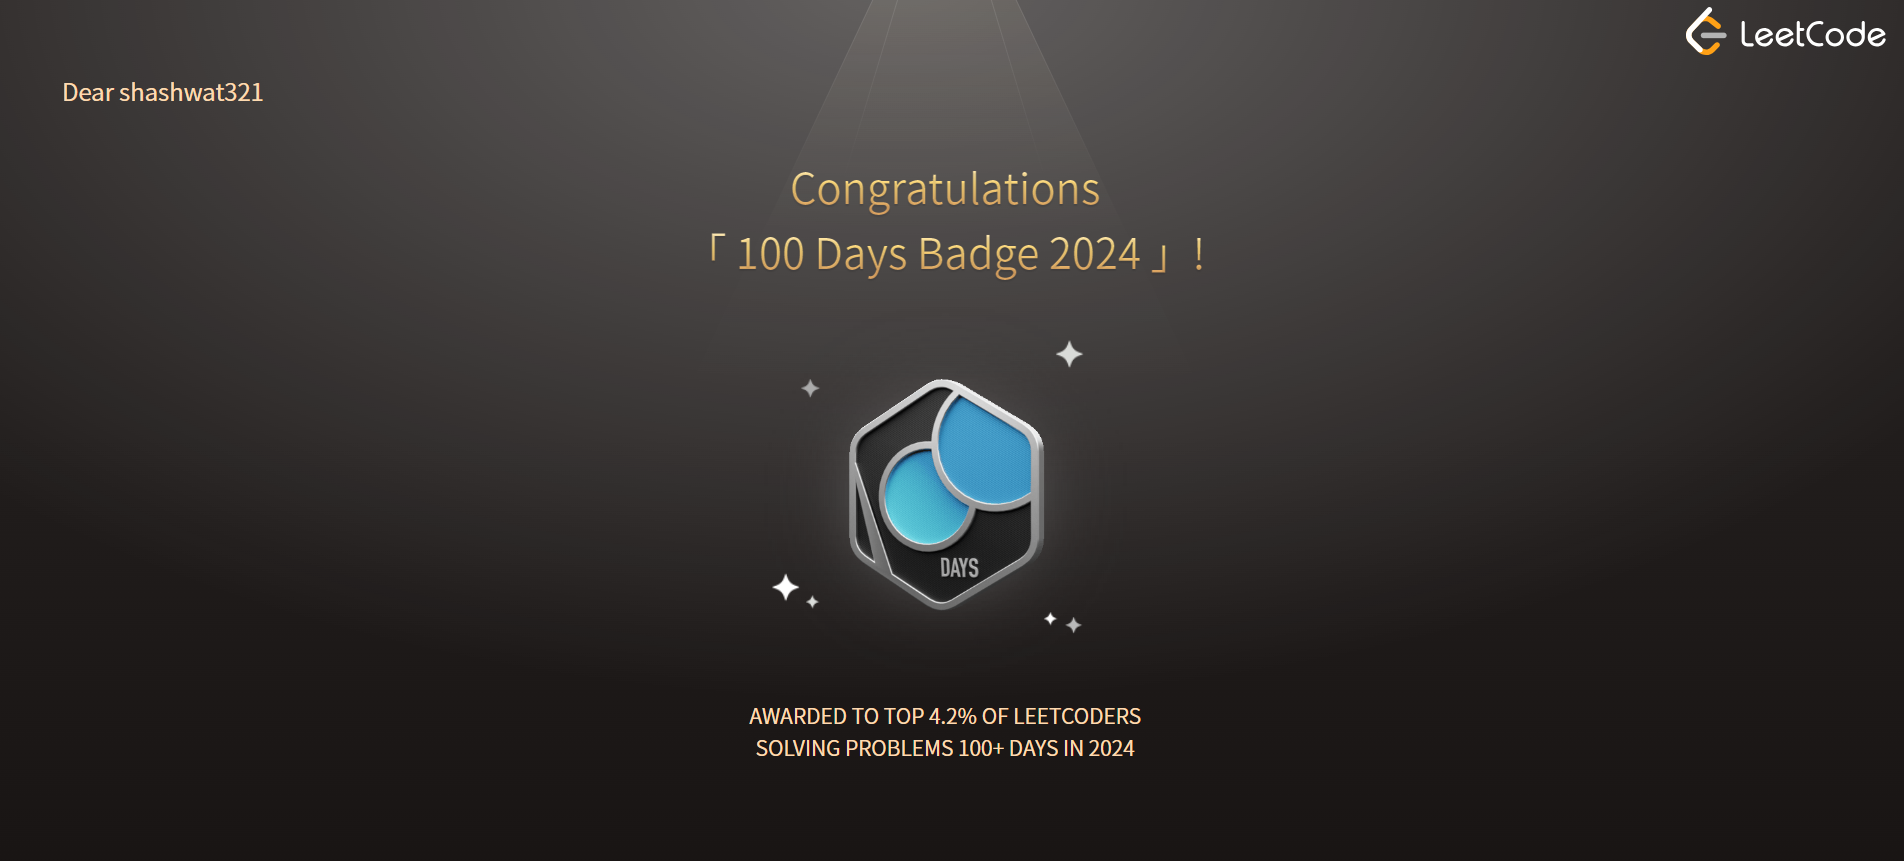 LeetCode
Dear shashwat321
Congratulations
「 100 Days Badge 2024 」!
DAYS
AWARDED TO TOP 4.2% OF LEETCODERS
SOLVING PROBLEMS 100+ DAYS IN 2024